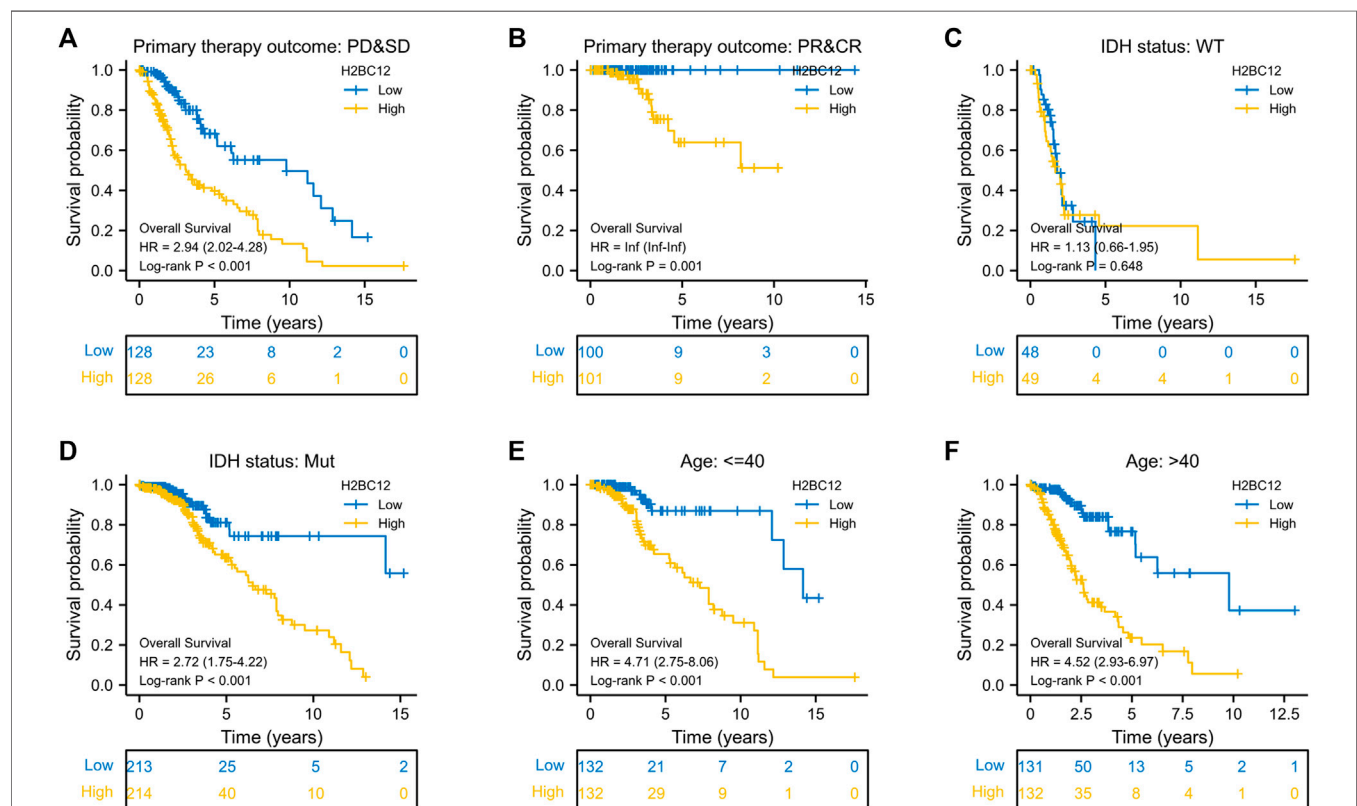 A
Primary therapy outcome: PD&SD
H2BC12
Low
High
Survival probability
1.0
0.8
0.6
0.4
0.2
0.0
Overall Survival
HR = 2.94 (2.02-4.28)
Log-rank P < 0.001
0 5 10 15
Time (years)
Low 128 23 8 2 0
High 128 26 6 1 0
B
Primary therapy outcome: PR&CR
H2BC12
Low
High
Survival probability
1.0
0.8
0.6
0.4
0.2
0.0
Overall Survival
HR = Inf (Inf-Inf)
Log-rank P = 0.001
0 5 10 15
Time (years)
Low 100 9 3 0
High 101 9 2 0
C
IDH status: WT
H2BC12
Low
High
Survival probability
1.0
0.8
0.6
0.4
0.2
0.0
Overall Survival
HR = 1.13 (0.66-1.95)
Log-rank P = 0.648
0 5 10 15
Time (years)
Low 48 0 0 0 0
High 49 4 4 1 0
D
IDH status: Mut
H2BC12
Low
High
Survival probability
1.0
0.8
0.6
0.4
0.2
0.0
Overall Survival
HR = 2.72 (1.75-4.22)
Log-rank P < 0.001
0 5 10 15
Time (years)
Low 213 25 5 2
High 214 40 10 0
E
Age: <=40
H2BC12
Low
High
Survival probability
1.0
0.8
0.6
0.4
0.2
0.0
Overall Survival
HR = 4.71 (2.75-8.06)
Log-rank P < 0.001
0 5 10 15
Time (years)
Low 132 21 7 2 0
High 132 29 9 1 0
F
Age: >40
H2BC12
Low
High
Survival probability
1.0
0.8
0.6
0.4
0.2
0.0
Overall Survival
HR = 4.52 (2.93-6.97)
Log-rank P < 0.001
0 2.5 5 7.5 10 12.5
Time (years)
Low 131 50 13 5 2 1
High 132 35 8 4 1 0